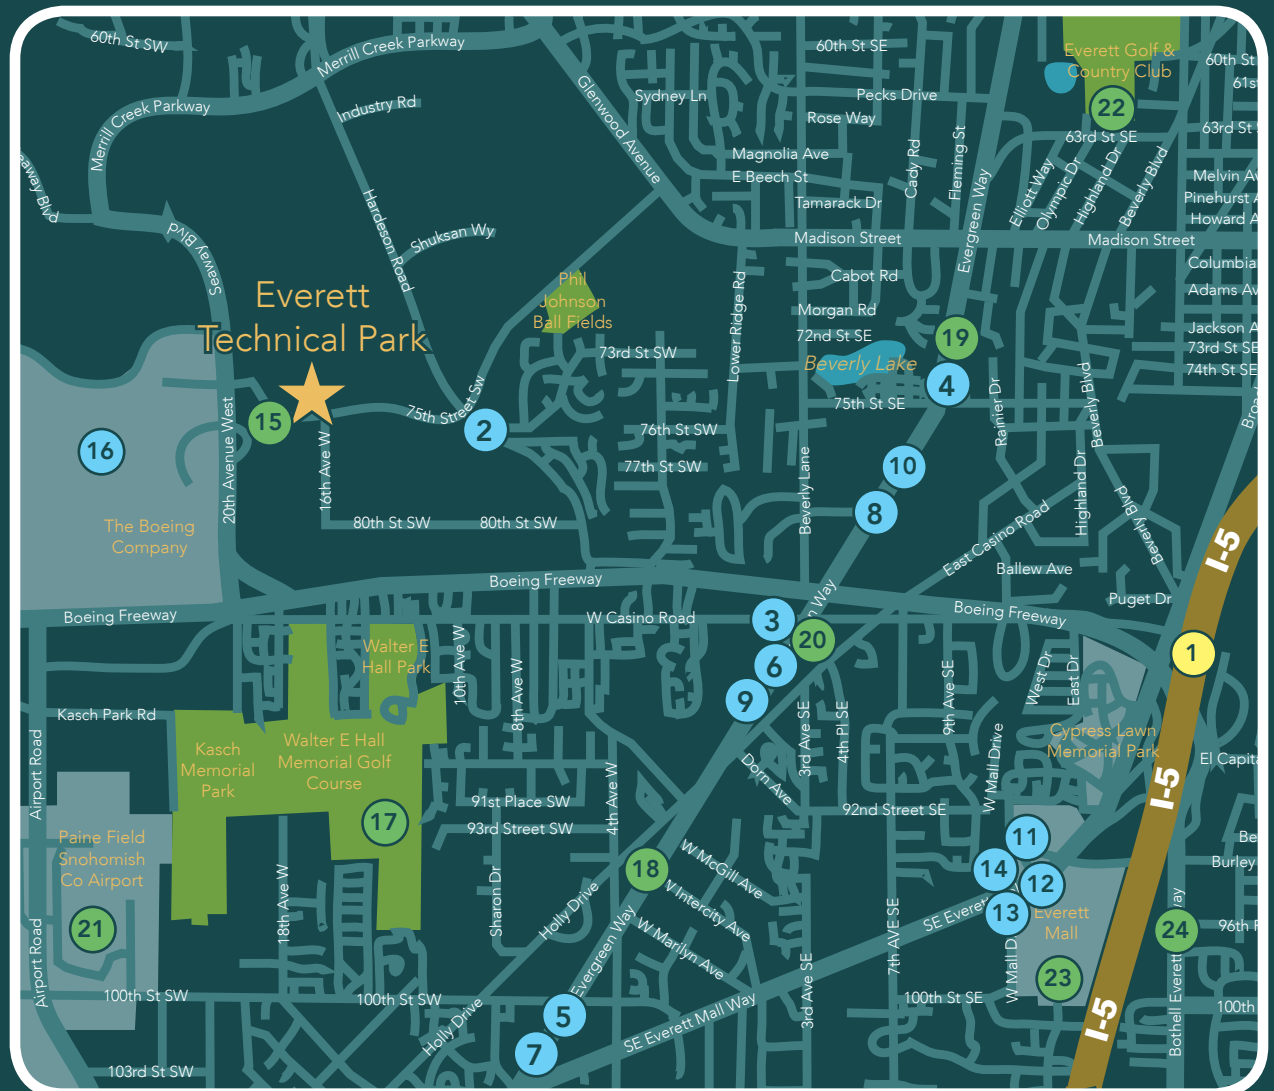 60th St SW
Merrill Creek Parkway
60th St SE
Everett Golf &
Country Club
60th St
61st
Merrill Creek Parkway
Industry Rd
Glenwood Avenue
Sydney Ln
Pecks Drive
Rose Way
22
63rd St SE
63rd St
Magnolia Ave
E Beech St
Cady Rd
Fleming St
Tamarack Dr
Elliott Way
Olympic Dr
Highland Dr
Beverly Blvd
Melvin Av
Pinehurst A
Howard A
Blvd
Seaway Blvd
Hardeson Road
Shuksan Wy
Madison Street
Evergreen Way
Madison Street
Columbia
Adams Av
Everett
Technical Park
Phil
Johnson
Ball Fields
Cabot Rd
Morgan Rd
72nd St SE
Lower Ridge Rd
73rd St SW
Beverly Lake
19
4
Jackson A
73rd St SE
74th St SE
75th St SE
Rainier Dr
Beverly Blvd
15
16
20th Avenue West
16th Ave W
75th Street Sw
2
76th St SW
77th St SW
Beverly Lane
10
8
Highland Dr
Beverly Blvd
The Boeing
Company
80th St SW
80th St SW
East Casino Road
Ballew Ave
I-5
Boeing Freeway
Boeing Freeway
Boeing Freeway
Puget Dr
W Casino Road
3
Way
20
6
9
1
Walter E
Hall Park
10th Ave W
8th Ave W
9th Ave SE
West Dr
East Dr
Kasch Park Rd
Airport Road
Kasch
Memorial
Park
Walter E Hall
Memorial Golf
Course
3rd Ave SE
4th Pl SE
Cypress Lawn
Memorial Park
El Capita
I-5
Dorn Ave
W Mall Drive
91st Place SW
93rd Street SW
4th Ave W
92nd Street SE
17
Paine Field
Snohomish
Co Airport
11
14
12
13
Be
Burley
18
W McGill Ave
W Intercity Ave
W Marilyn Ave
18th Ave W
Sharon Dr
Holly Drive
Evergreen Way
7th AVE SE
SE Everett
Everett
Mall
21
Airport Road
24
96th
23
W Mall D
Bothell Everett
100th St SW
100th St SW
Holly Drive
5
7
SE Everett Mall Way
3rd Ave SE
100th St SE
I-5
100th
103rd St SW